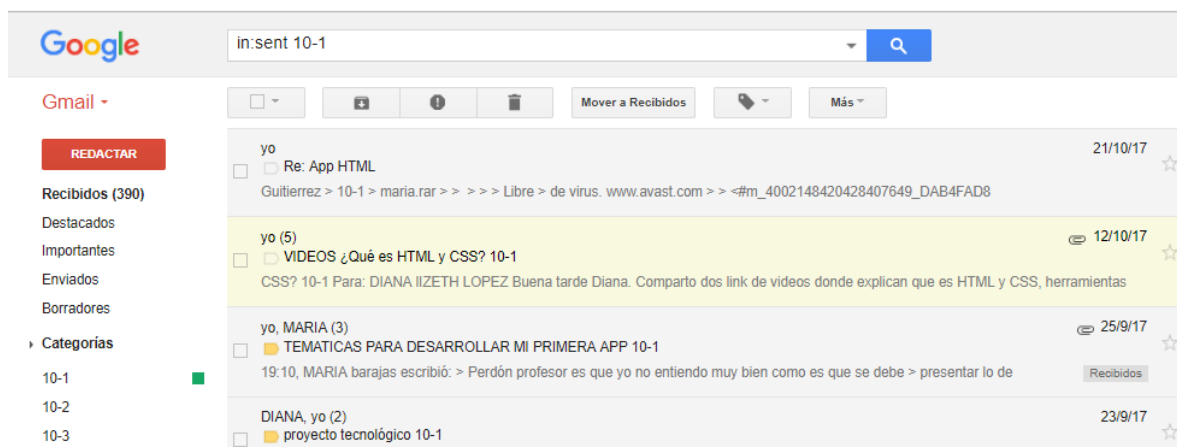 Google
in:sent 10-1
Gmail
Mover a Recibidos
Más
REDACTAR
Recibidos (390)
Destacados
Importantes
Enviados
Borradores
Categorías
10-1
10-2
10-3
yo
21/10/17
Re: App HTML
Guitierrez > 10-1 > maria.rar > > > > > Libre > de virus. www.avast.com > > <#m_4002148420428407649_DAB4FAD8
yo (5)
12/10/17
VIDEOS ¿Qué es HTML y CSS? 10-1
CSS? 10-1 Para: DIANA lIZETH LOPEZ Buena tarde Diana. Comparto dos link de videos donde explican que es HTML y CSS, herramientas
yo, MARIA (3)
25/9/17
TEMATICAS PARA DESARROLLAR MI PRIMERA APP 10-1
19:10, MARIA barajas escribió: > Perdón profesor es que yo no entiendo muy bien como es que se debe > presentar lo de
Recibidos
DIANA, yo (2)
23/9/17
proyecto tecnológico 10-1